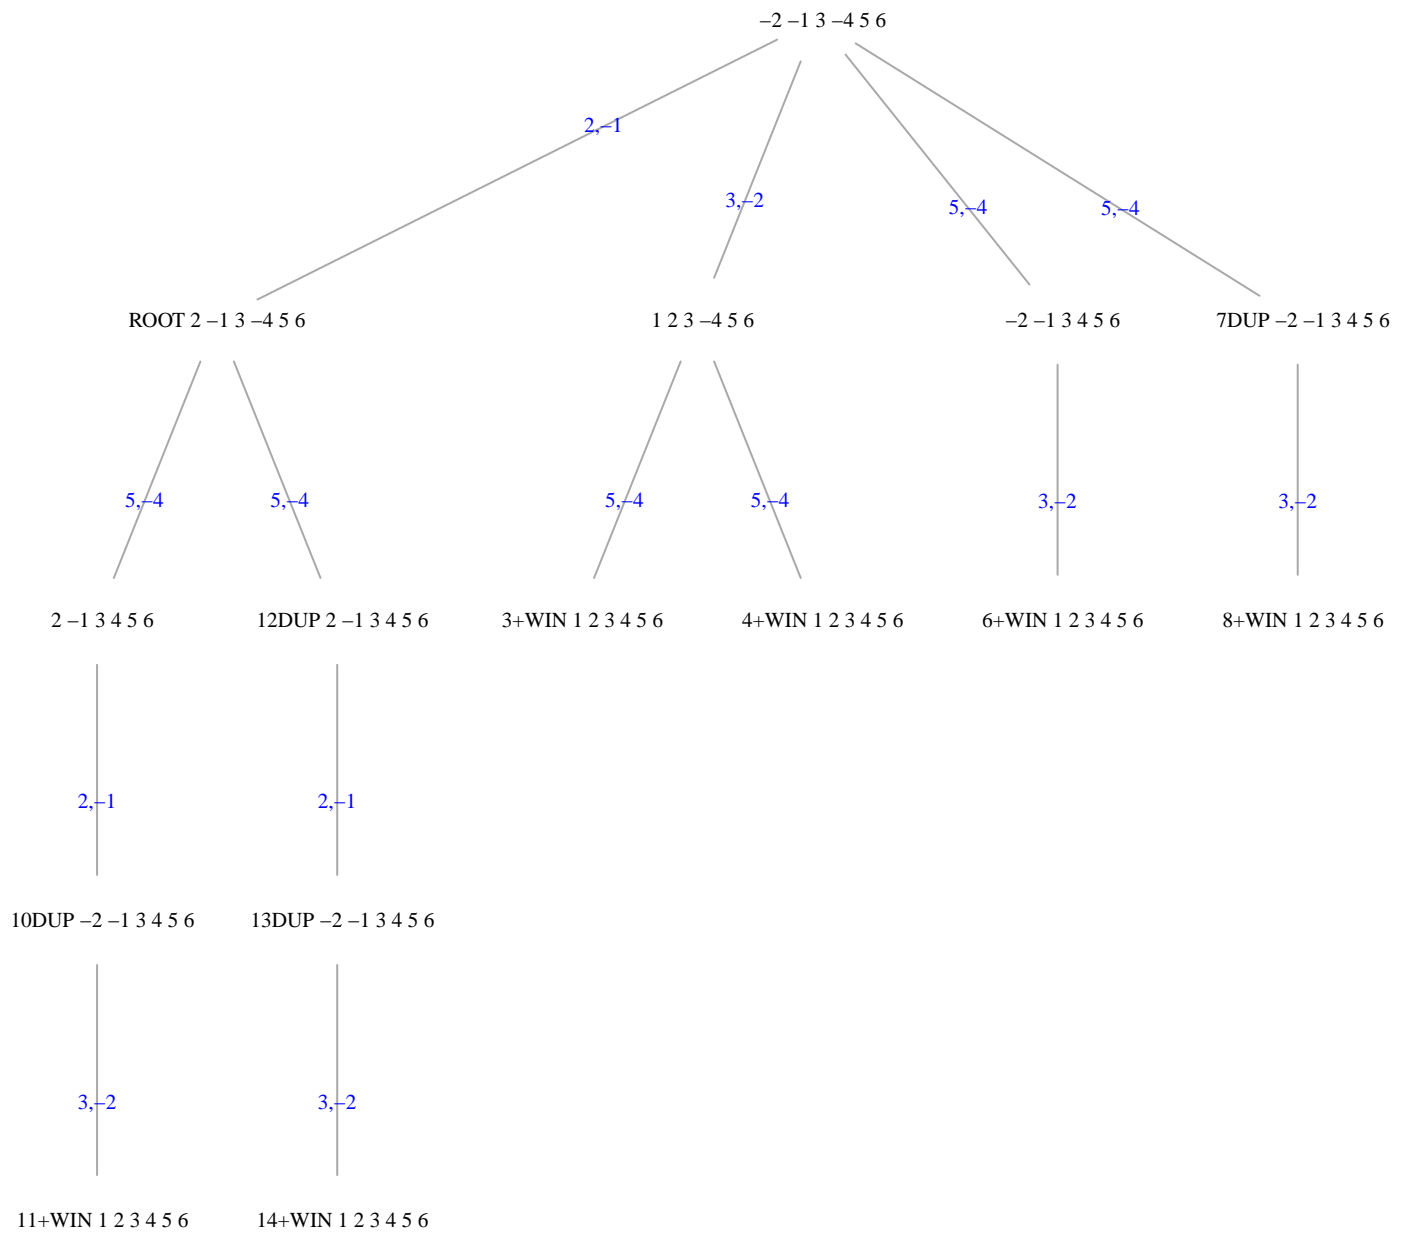 –2 –1 3 –4 5 6
2,–1
3,–2
5,–4
5,–4
ROOT 2 –1 3 –4 5 6
1 2 3 –4 5 6
–2 –1 3 4 5 6
7DUP –2 –1 3 4 5 6
5,–4
5,–4
5,–4
5,–4
3,–2
3,–2
2 –1 3 4 5 6
12DUP 2 –1 3 4 5 6
3+WIN 1 2 3 4 5 6
4+WIN 1 2 3 4 5 6
6+WIN 1 2 3 4 5 6
8+WIN 1 2 3 4 5 6
2,–1
2,–1
10DUP –2 –1 3 4 5 6
13DUP –2 –1 3 4 5 6
3,–2
3,–2
11+WIN 1 2 3 4 5 6
14+WIN 1 2 3 4 5 6